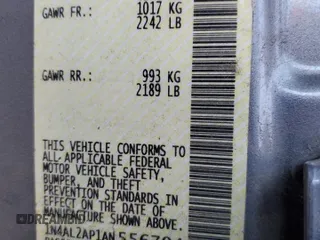 GAWR FR.: 1017 KG
2242 LB
GAWR RR.: 993 KG
2189 LB
THIS VEHICLE CONFORMS TO
ALL APPLICABLE FEDERAL
MOTOR VEHICLE SAFETY,
BUMPER, AND THEFT
PREVENTION STANDARDS IN
EFFECT ON THE DATE OF
MANUFACTURE SHOWN ABOVE.